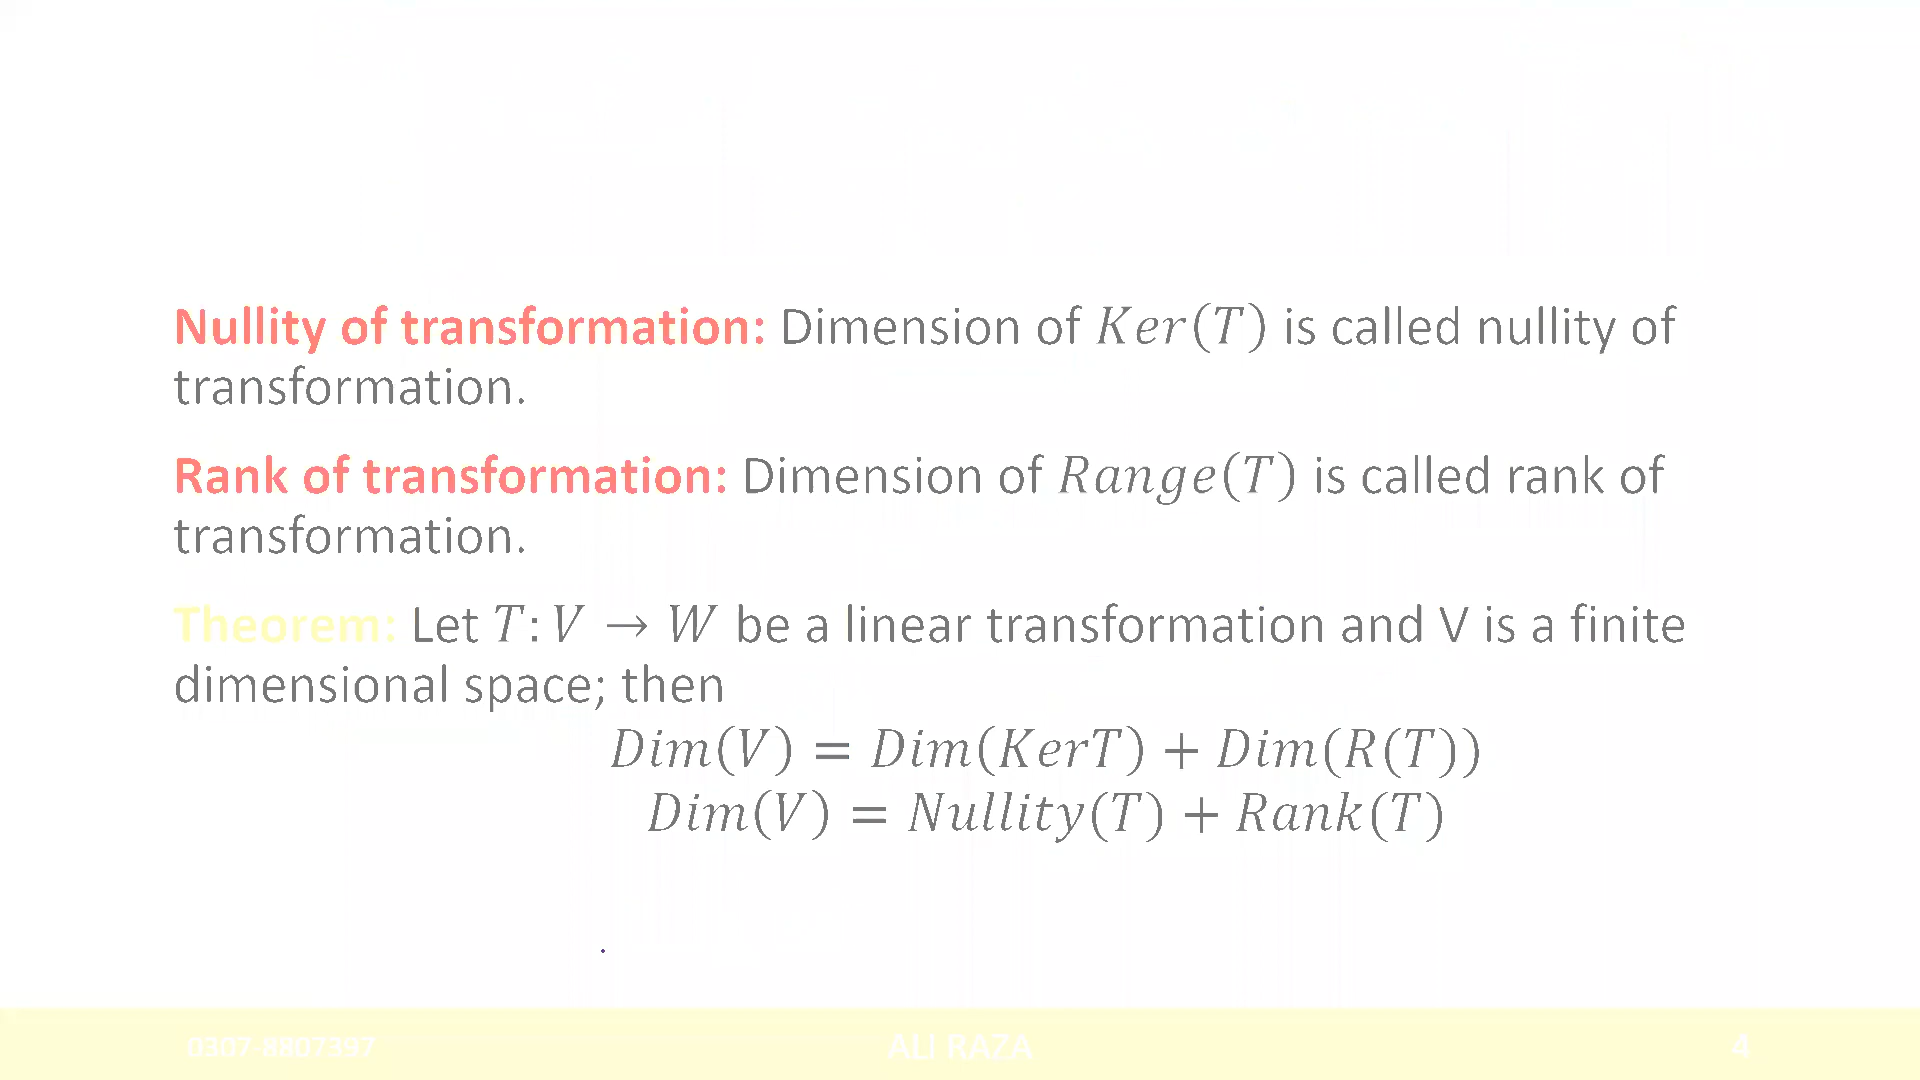 Nullity of transformation: Dimension of 𝐾𝑒𝑟(𝑇) is called nullity of
transformation.
Rank of transformation: Dimension of 𝑅𝑎𝑛𝑔𝑒(𝑇) is called rank of
transformation.
Theorem: Let 𝑇: 𝑉 → 𝑊 be a linear transformation and V is a finite
dimensional space; then
𝐷𝑖𝑚(𝑉) = 𝐷𝑖𝑚(𝐾𝑒𝑟𝑇) + 𝐷𝑖𝑚(𝑅(𝑇))
𝐷𝑖𝑚(𝑉) = 𝑁𝑢𝑙𝑙𝑖𝑡𝑦(𝑇) + 𝑅𝑎𝑛𝑘(𝑇)
0307-8807397 ALI RAZA 4